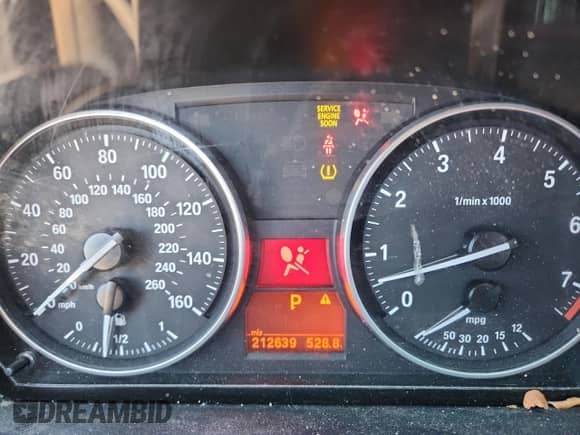 SERVICE
ENGINE
SOON
20 40 60 80 100 120 140 160
0 mph
20 40 60 80 100 120 140 160 180 200 220 240 260
0 km/h
0 1/2 1
P
mls
212639 528.8
0 1 2 3 4 5 6 7
1/min x 1000
50 30 20 15 12
mpg
DREAMBID